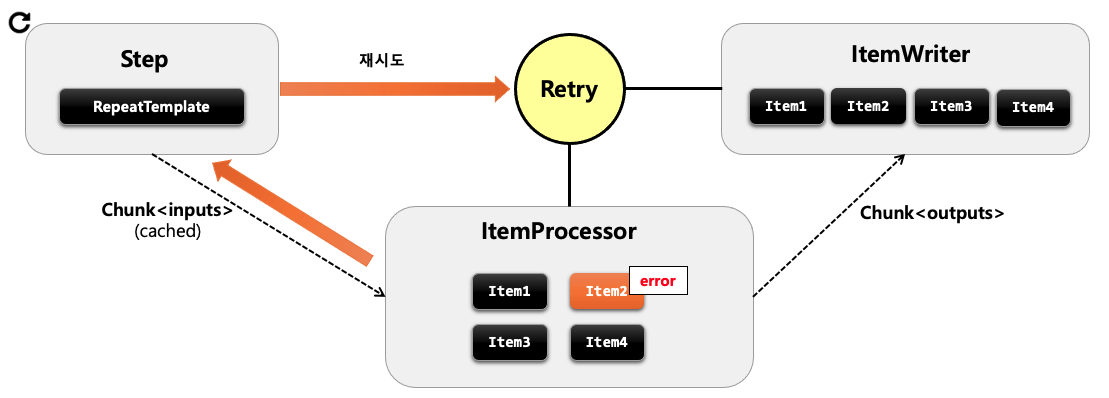 Step
RepeatTemplate
재시도
Retry
ItemWriter
Item1
Item2
Item3
Item4
Chunk<inputs>
(cached)
ItemProcessor
Item1
Item2
error
Item3
Item4
Chunk<outputs>